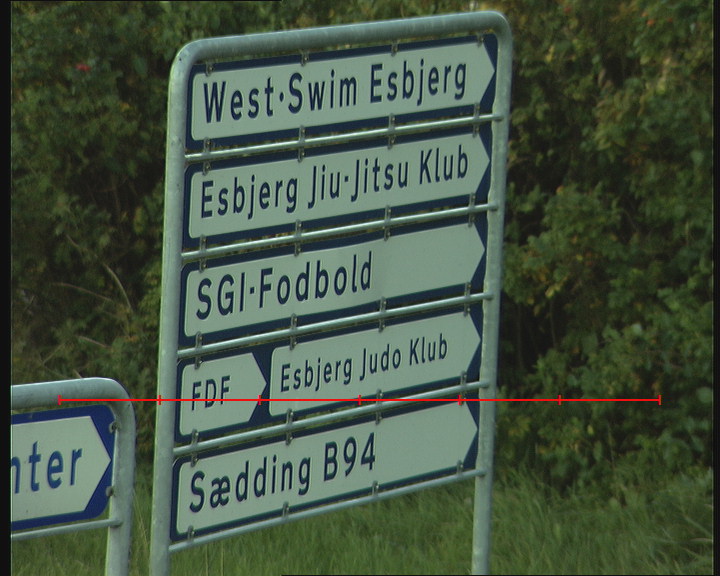 West·Swim Esbjerg
Esbjerg Jiu-Jitsu Klub
SGI-Fodbold
FDF
Esbjerg Judo Klub
Sædding B94
nter